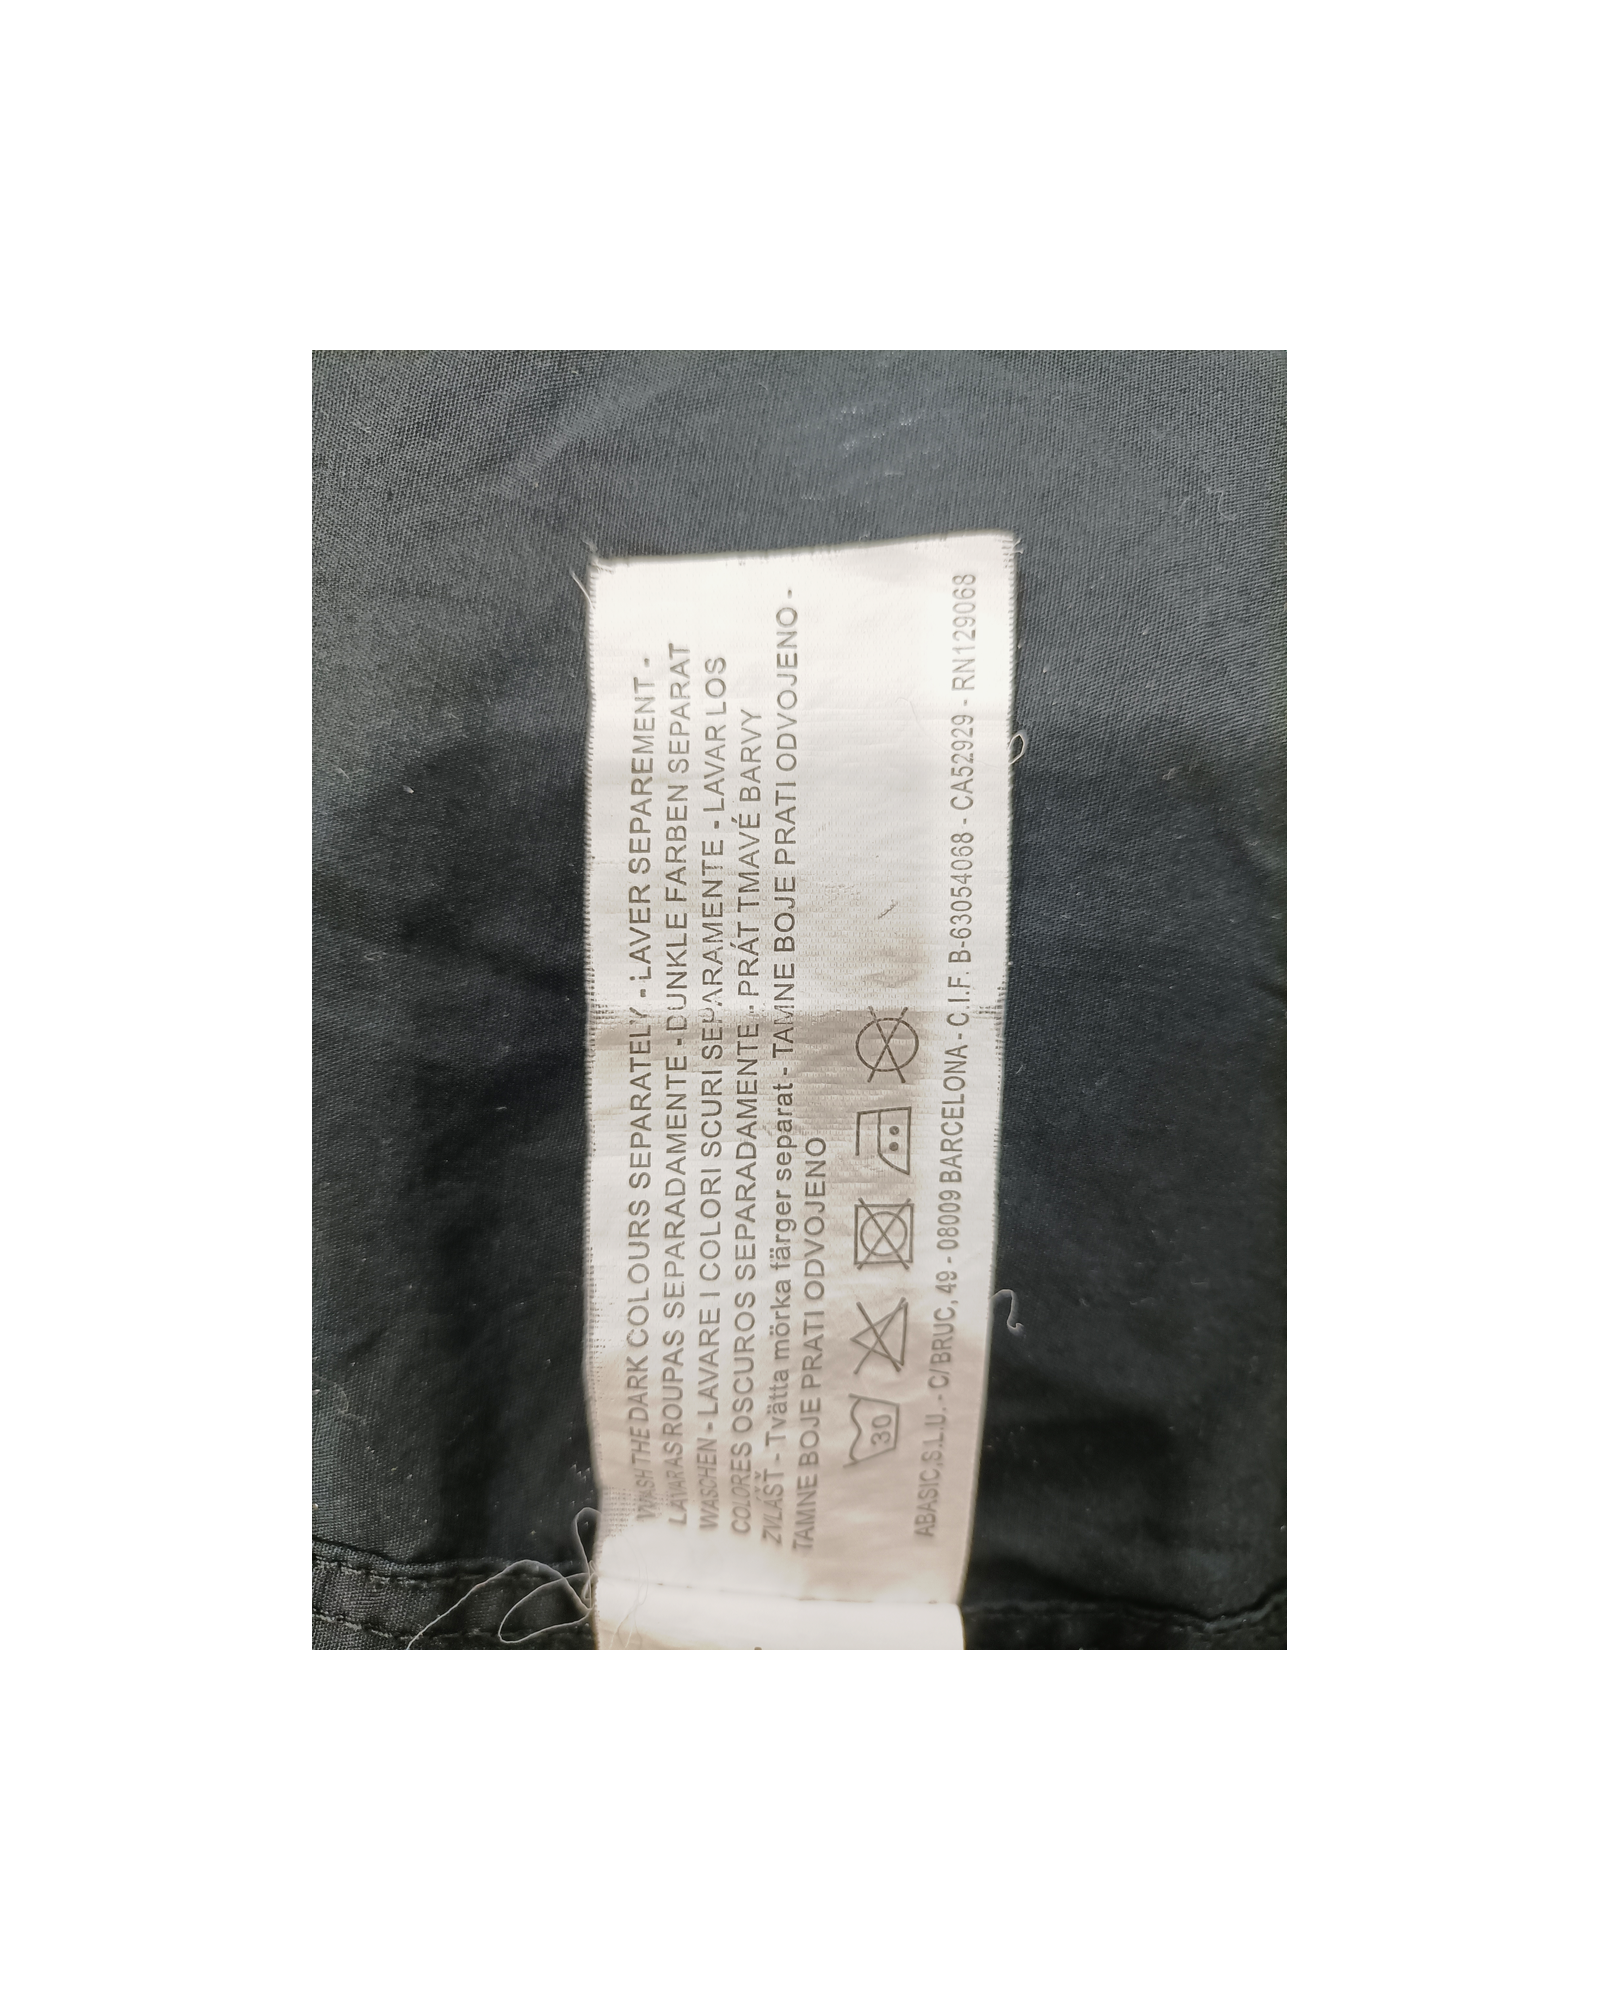 WASH THE DARK COLOURS SEPARATELY - LAVER SEPAREMENT -
LAVAR AS ROUPAS SEPARADAMENTE - DUNKLE FARBEN SEPARAT
WASCHEN - LAVARE I COLORI SCURI SEPARAMENTE - LAVAR LOS
COLORES OSCUROS SEPARADAMENTE - PRÁT TMAVÉ BARVY
ZVLÁŠŤ - Tvätta mörka färger separat - TAMNE BOJE PRATI ODVOJENO -
TAMNE BOJE PRATI ODVOJENO
30
ABASIC,S.L.U. - C/BRUC, 49 - 08009 BARCELONA - C.I.F. B-63054068 - CA52929 - RN129068